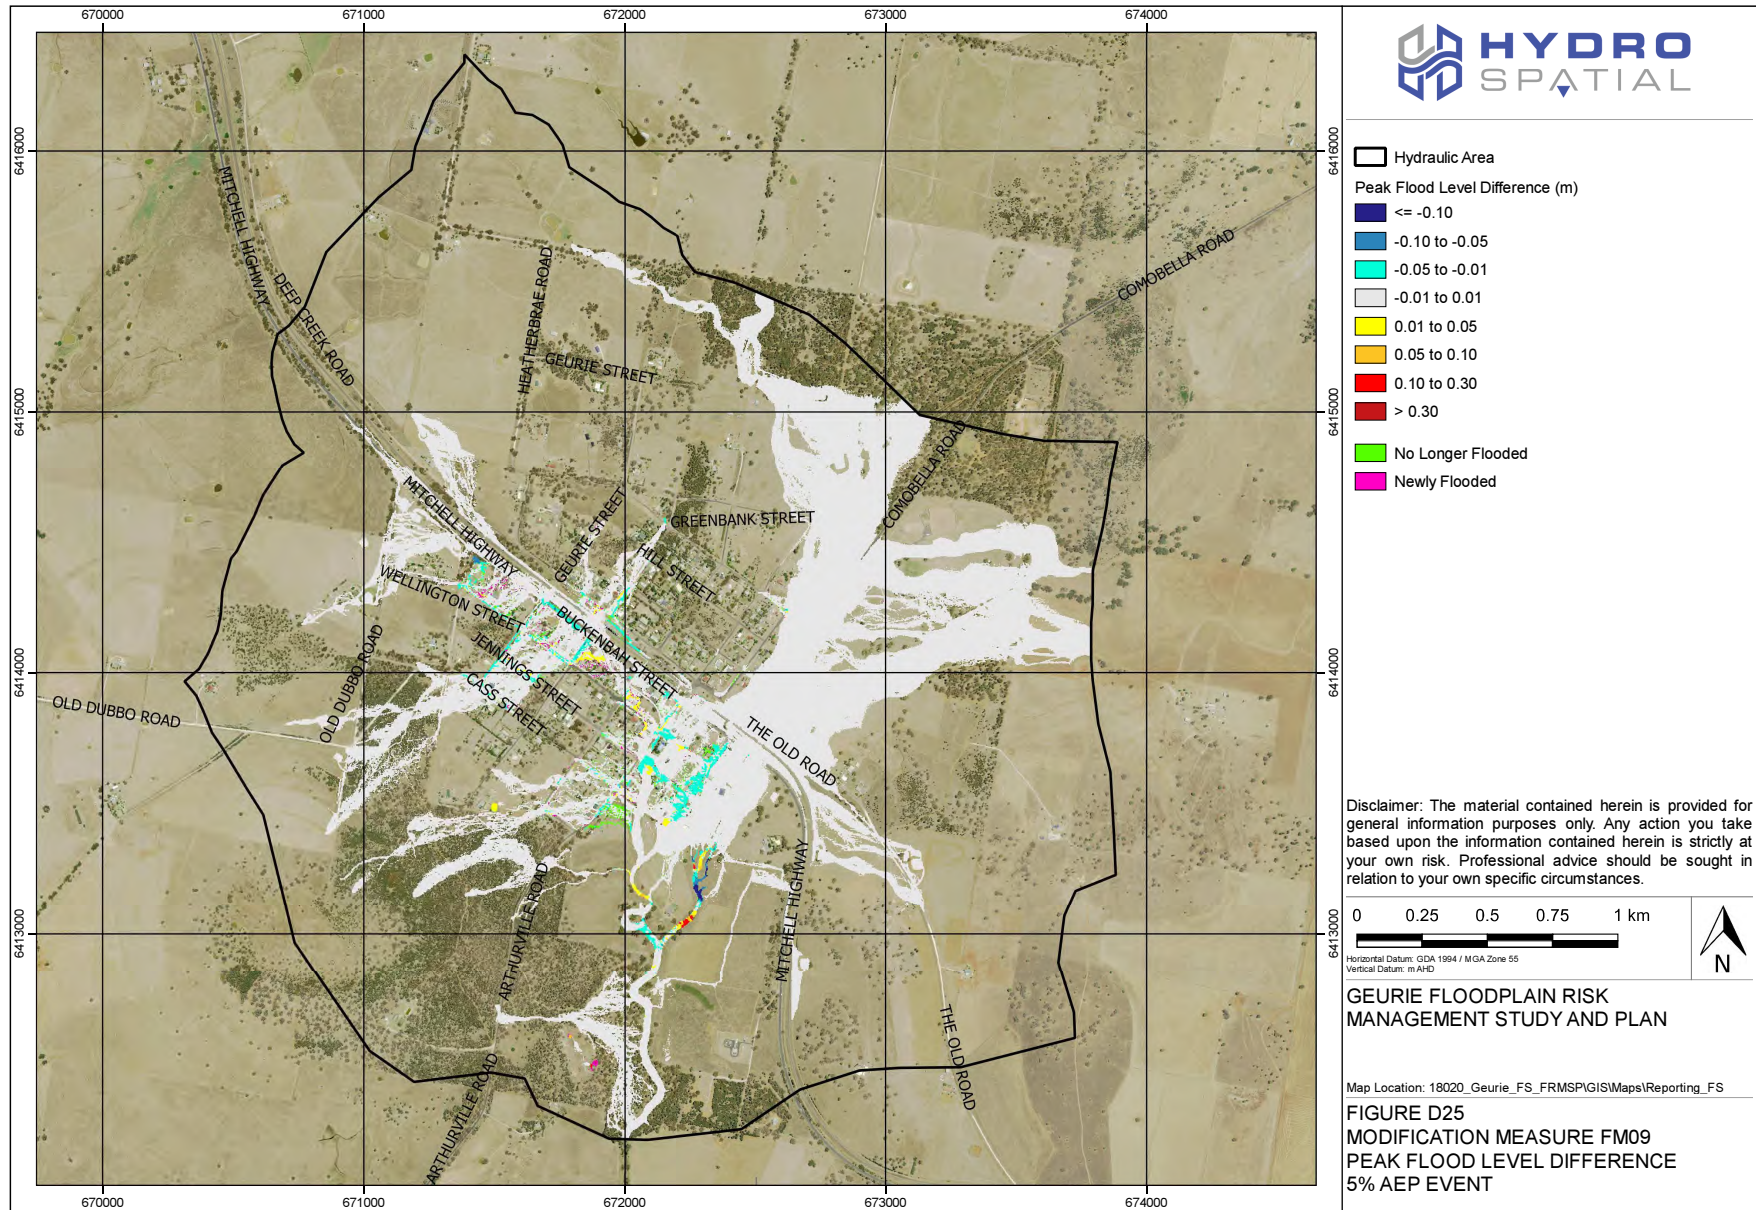 670000
671000
672000
673000
674000
HYDRO
SPATIAL
6416000
6416000
Hydraulic Area
Peak Flood Level Difference (m)
<= -0.10
-0.10 to -0.05
-0.05 to -0.01
-0.01 to 0.01
0.01 to 0.05
0.05 to 0.10
0.10 to 0.30
> 0.30
No Longer Flooded
Newly Flooded
MITCHELL HIGHWAY
DEEP CREEK ROAD
HEATHERBRAE ROAD
COMOBELLA ROAD
GEURIE STREET
6415000
6415000
COMOBELLA ROAD
MITCHELL HIGHWAY
GEURIE STREET
GREENBANK STREET
HILL STREET
WELLINGTON STREET
BUCKENBAH STREET
JENNINGS STREET
CASS STREET
OLD DUBBO ROAD
OLD DUBBO ROAD
6414000
6414000
THE OLD ROAD
MITCHELL HIGHWAY
ARTHURVILLE ROAD
6413000
6413000
THE OLD ROAD
ARTHURVILLE ROAD
670000
671000
672000
673000
674000
Disclaimer: The material contained herein is provided for
general information purposes only. Any action you take
based upon the information contained herein is strictly at
your own risk. Professional advice should be sought in
relation to your own specific circumstances.
0 0.25 0.5 0.75 1 km
Horizontal Datum: GDA 1994 / MGA Zone 55
Vertical Datum: m AHD
N
GEURIE FLOODPLAIN RISK
MANAGEMENT STUDY AND PLAN
Map Location: 18020_Geurie_FS_FRMSP\GIS\Maps\Reporting_FS
FIGURE D25
MODIFICATION MEASURE FM09
PEAK FLOOD LEVEL DIFFERENCE
5% AEP EVENT